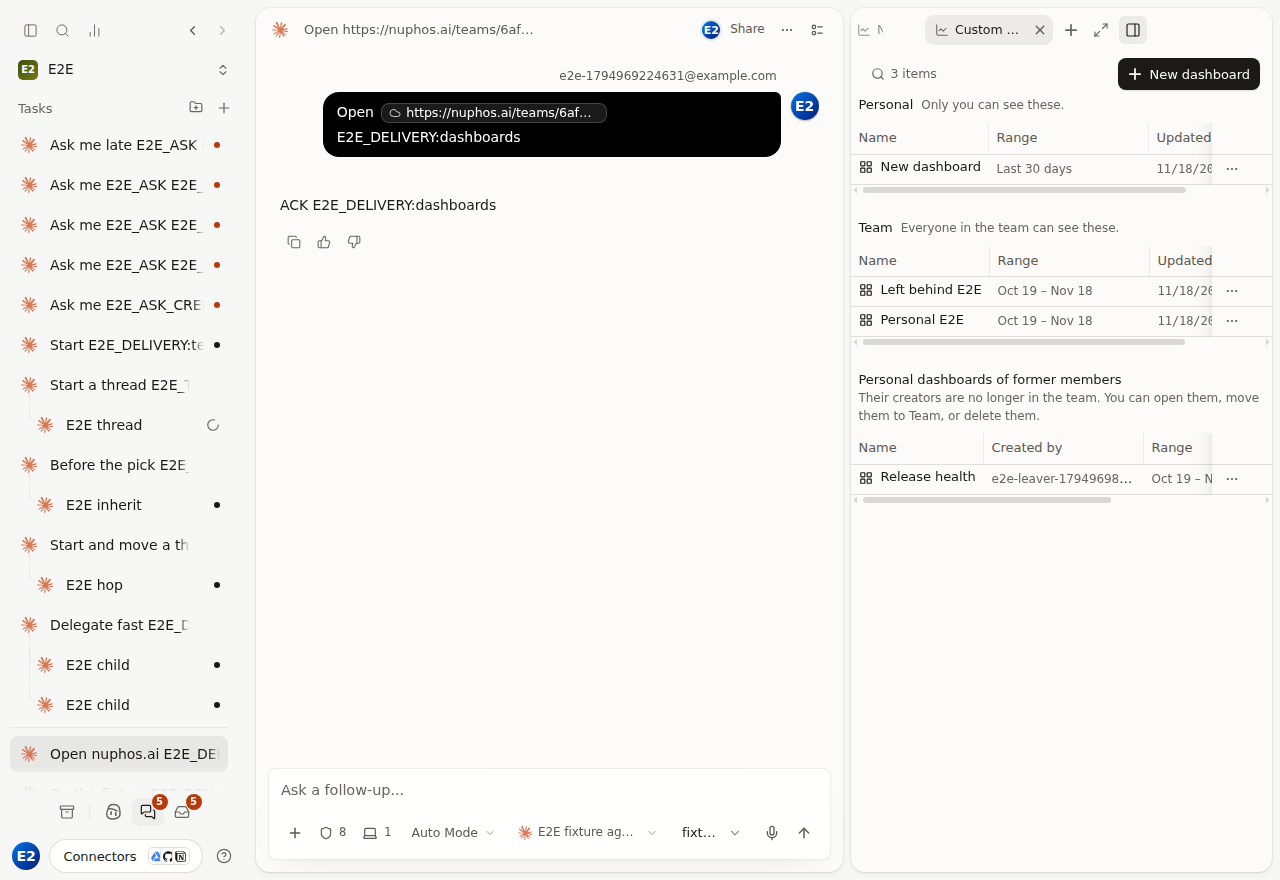 E2 E2E
Tasks
Ask me late E2E_ASK
Ask me E2E_ASK E2E_
Ask me E2E_ASK E2E_
Ask me E2E_ASK E2E_
Ask me E2E_ASK_CRE
Start E2E_DELIVERY:te
Start a thread E2E_T
E2E thread
Before the pick E2E_
E2E inherit
Start and move a th
E2E hop
Delegate fast E2E_D
E2E child
E2E child
Open nuphos.ai E2E_DE
5 5
E2 Connectors
Open https://nuphos.ai/teams/6af…
E2 Share
e2e-1794969224631@example.com
Open https://nuphos.ai/teams/6af…
E2E_DELIVERY:dashboards
E2
ACK E2E_DELIVERY:dashboards
Ask a follow-up...
8 1 Auto Mode E2E fixture ag… fixt…
Custom …
3 items
New dashboard
Personal Only you can see these.
Name Range Updated
New dashboard Last 30 days 11/18/20
Team Everyone in the team can see these.
Name Range Updated
Left behind E2E Oct 19 – Nov 18 11/18/20
Personal E2E Oct 19 – Nov 18 11/18/20
Personal dashboards of former members
Their creators are no longer in the team. You can open them, move
them to Team, or delete them.
Name Created by Range
Release health e2e-leaver-17949698… Oct 19 – N